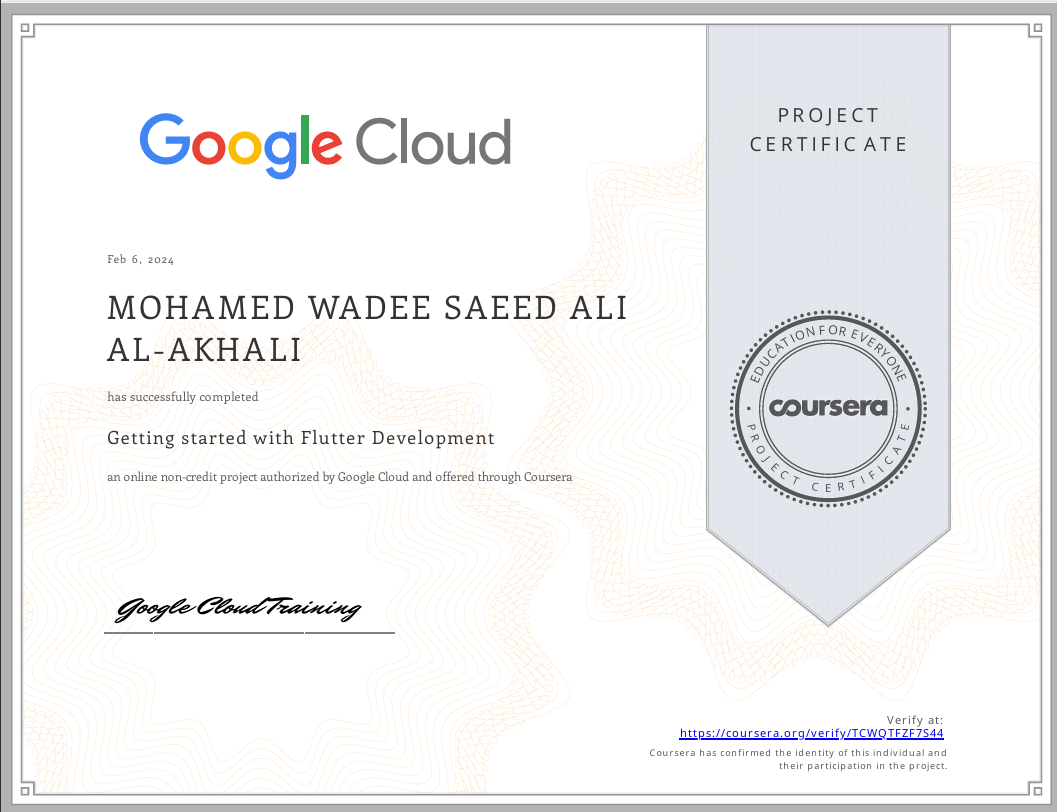 Google Cloud
PROJECT
CERTIFICATE
Feb 6, 2024
MOHAMED WADEE SAEED ALI
AL-AKHALI
has successfully completed
Getting started with Flutter Development
an online non-credit project authorized by Google Cloud and offered through Coursera
EDUCATION FOR EVERYONE
coursera
PROJECT CERTIFICATE
Google Cloud Training
Verify at:
https://coursera.org/verify/TCWQTFZF7S44
Coursera has confirmed the identity of this individual and
their participation in the project.